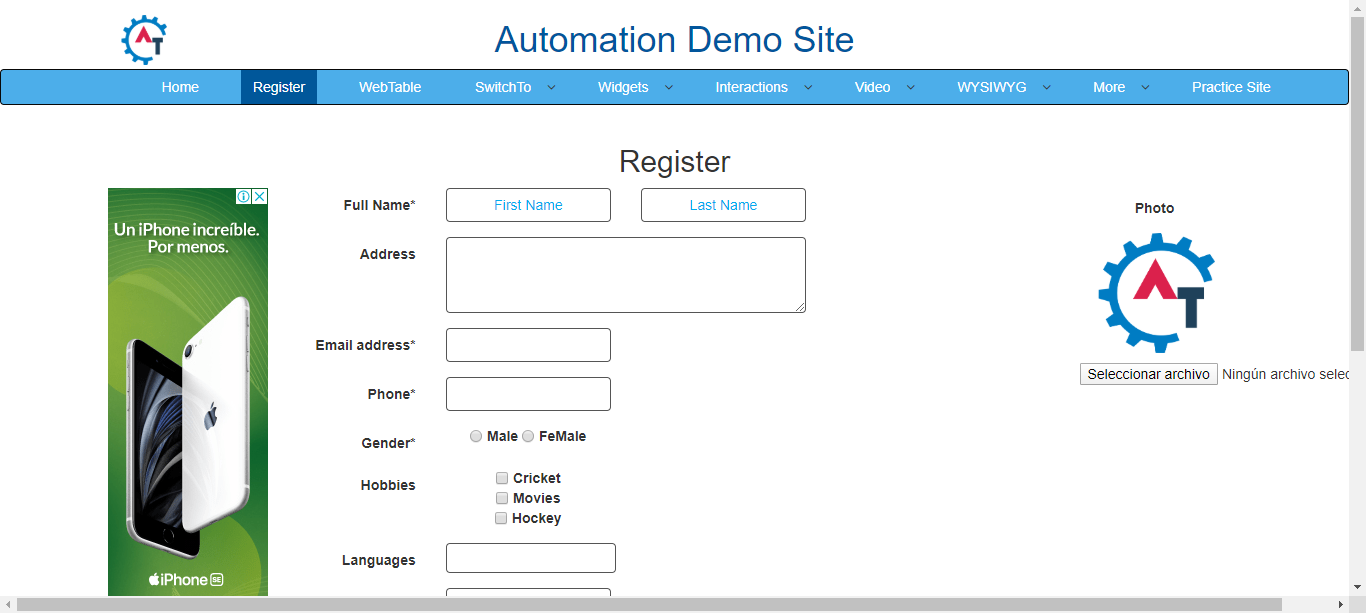 AT
Automation Demo Site
Home Register WebTable SwitchTo Widgets Interactions Video WYSIWYG More Practice Site
Register
Un iPhone increíble.
Por menos.
iPhone SE
Full Name* First Name Last Name
Address
Email address*
Phone*
Gender* Male FeMale
Hobbies Cricket
Movies
Hockey
Languages
Photo
AT
Seleccionar archivo Ningún archivo selec